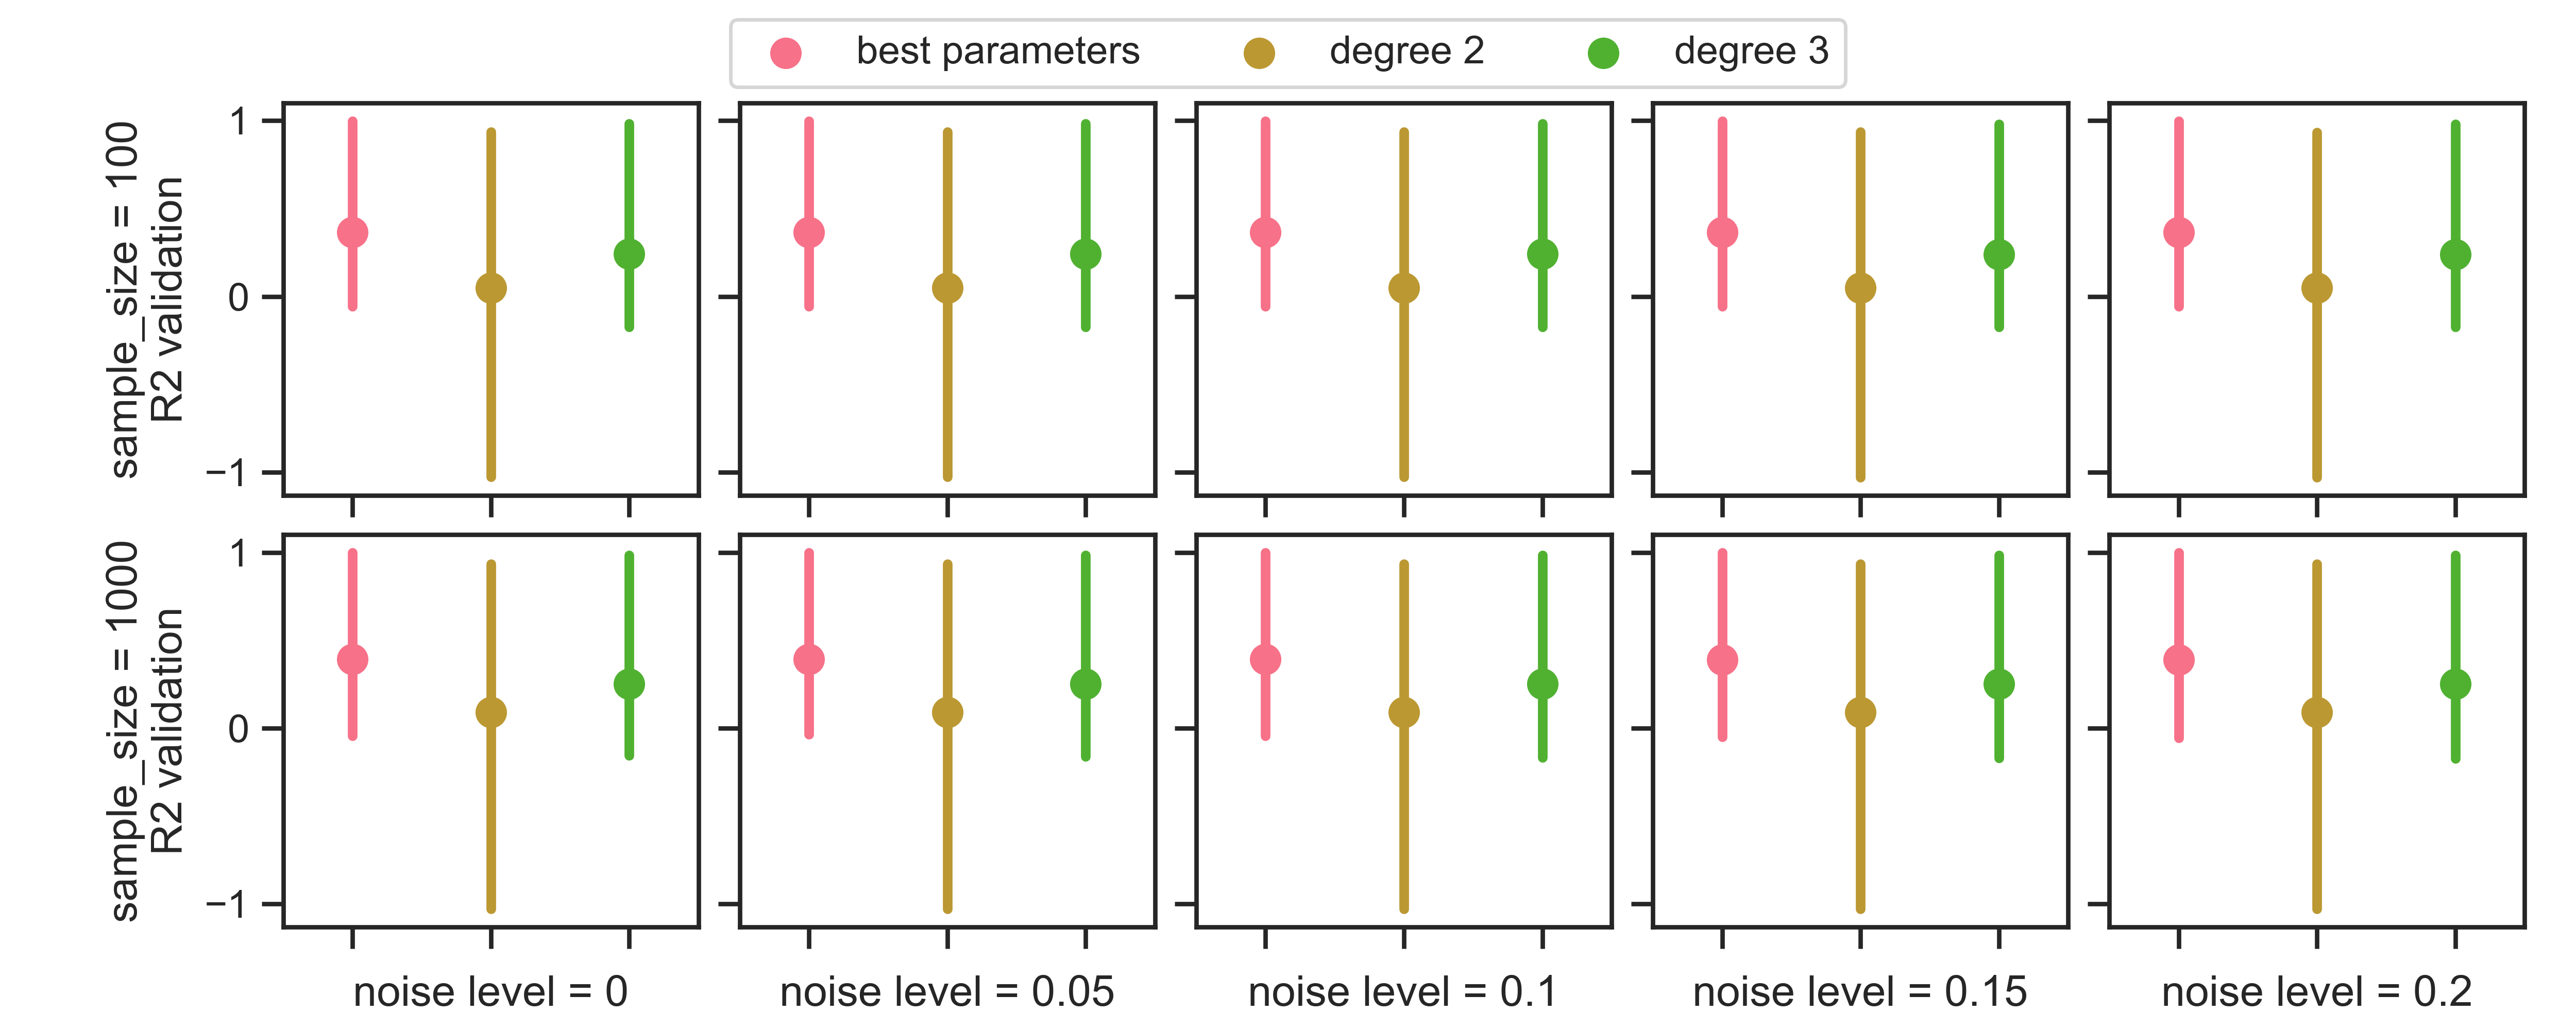 best parameters degree 2 degree 3
sample_size = 100
R2 validation
1
0
−1
sample_size = 1000
R2 validation
1
0
−1
noise level = 0
noise level = 0.05
noise level = 0.1
noise level = 0.15
noise level = 0.2